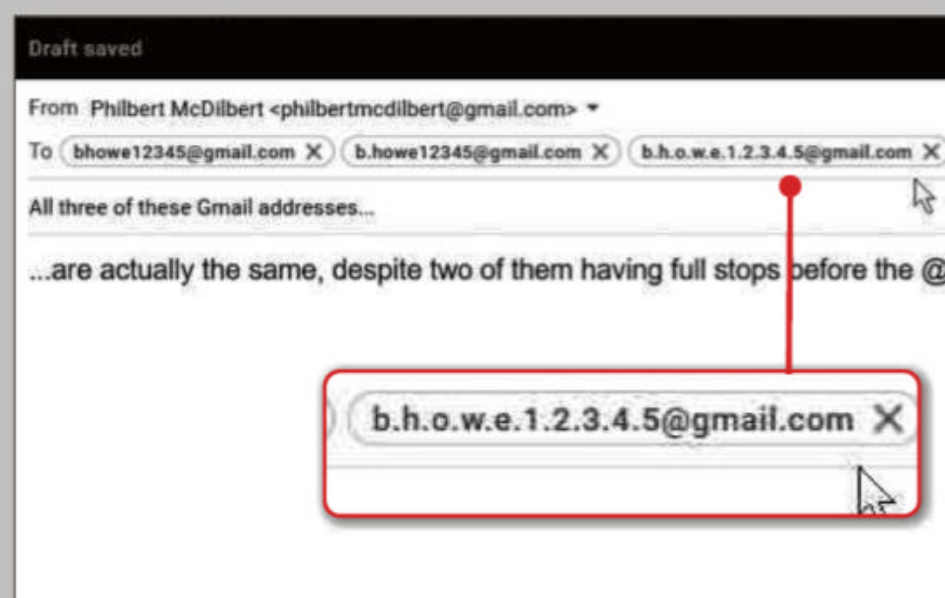 Draft saved
From Philbert McDilbert <philbertmcdilbert@gmail.com>
To bhowe12345@gmail.com X b.howe12345@gmail.com X b.h.o.w.e.1.2.3.4.5@gmail.com X
All three of these Gmail addresses...
...are actually the same, despite two of them having full stops before the @
b.h.o.w.e.1.2.3.4.5@gmail.com X